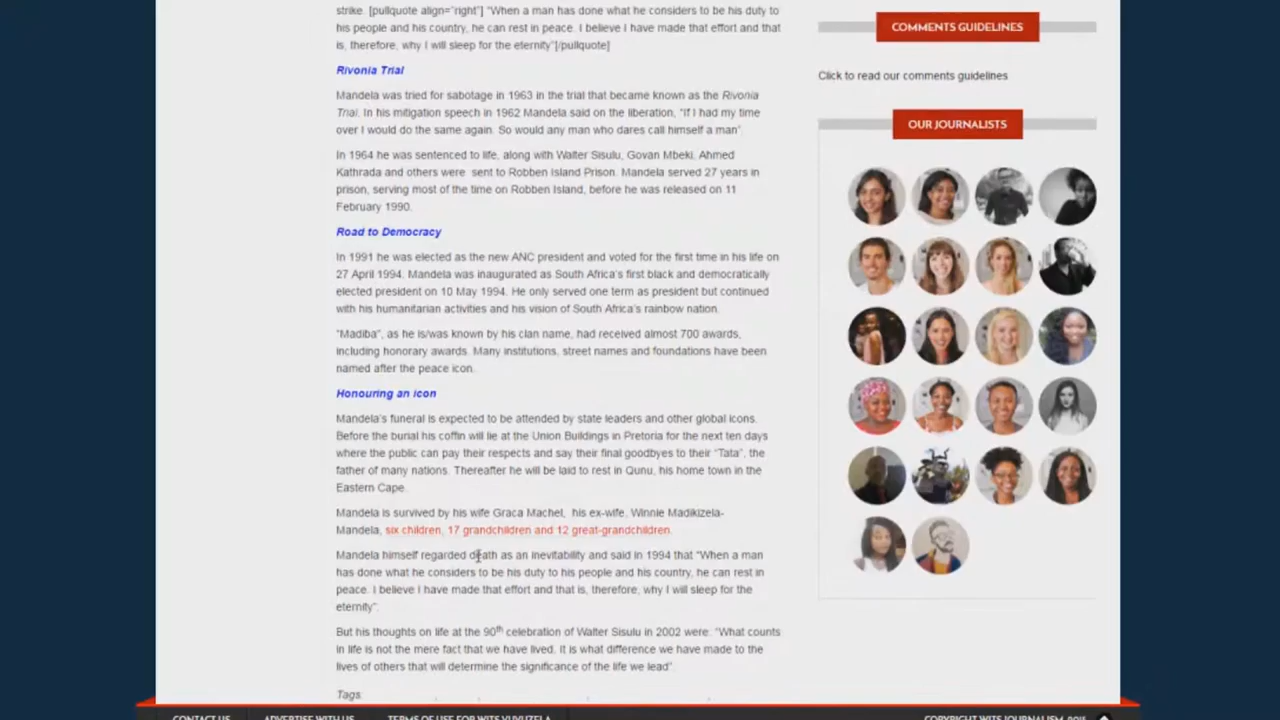 strike. [pullquote align="right"] "When a man has done what he considers to be his duty to
his people and his country, he can rest in peace. I believe I have made that effort and that
is, therefore, why I will sleep for the eternity"[/pullquote]
Rivonia Trial
Mandela was tried for sabotage in 1963 in the trial that became known as the Rivonia
Trial. In his mitigation speech in 1962 Mandela said on the liberation, "If I had my time
over I would do the same again. So would any man who dares call himself a man".
In 1964 he was sentenced to life, along with Walter Sisulu, Govan Mbeki, Ahmed
Kathrada and others were sent to Robben Island Prison. Mandela served 27 years in
prison, serving most of the time on Robben Island, before he was released on 11
February 1990.
Road to Democracy
In 1991 he was elected as the new ANC president and voted for the first time in his life on
27 April 1994. Mandela was inaugurated as South Africa's first black and democratically
elected president on 10 May 1994. He only served one term as president but continued
with his humanitarian activities and his vision of South Africa's rainbow nation.
"Madiba", as he is/was known by his clan name, had received almost 700 awards,
including honorary awards. Many institutions, street names and foundations have been
named after the peace icon.
Honouring an icon
Mandela's funeral is expected to be attended by state leaders and other global icons.
Before the burial his coffin will lie at the Union Buildings in Pretoria for the next ten days
where the public can pay their respects and say their final goodbyes to their "Tata", the
father of many nations. Thereafter he will be laid to rest in Qunu, his home town in the
Eastern Cape.
Mandela is survived by his wife Graca Machel, his ex-wife, Winnie Madikizela-
Mandela, six children, 17 grandchildren and 12 great-grandchildren.
Mandela himself regarded death as an inevitability and said in 1994 that "When a man
has done what he considers to be his duty to his people and his country, he can rest in
peace. I believe I have made that effort and that is, therefore, why I will sleep for the
eternity".
But his thoughts on life at the 90th celebration of Walter Sisulu in 2002 were: "What counts
in life is not the mere fact that we have lived. It is what difference we have made to the
lives of others that will determine the significance of the life we lead".
Tags:
COMMENTS GUIDELINES
Click to read our comments guidelines
OUR JOURNALISTS
CONTACT US
ADVERTISE WITH US
TERMS OF USE FOR WITS VUVUZELA
COPYRIGHT WITS JOURNALISM 2015